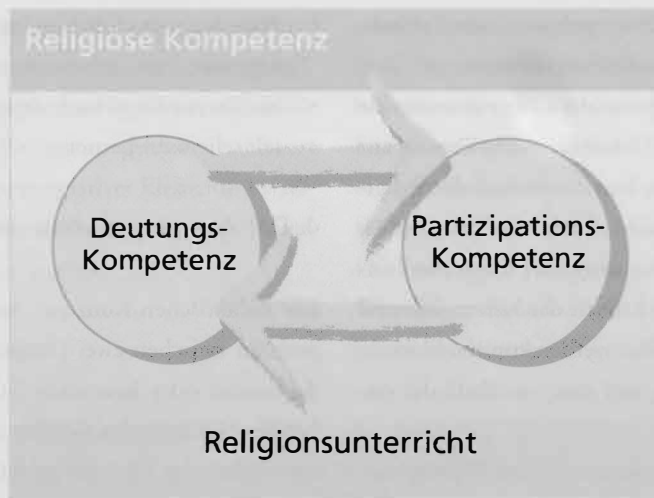 Religiöse Kompetenz
Deutungs-
Kompetenz
Partizipations-
Kompetenz
Religionsunterricht